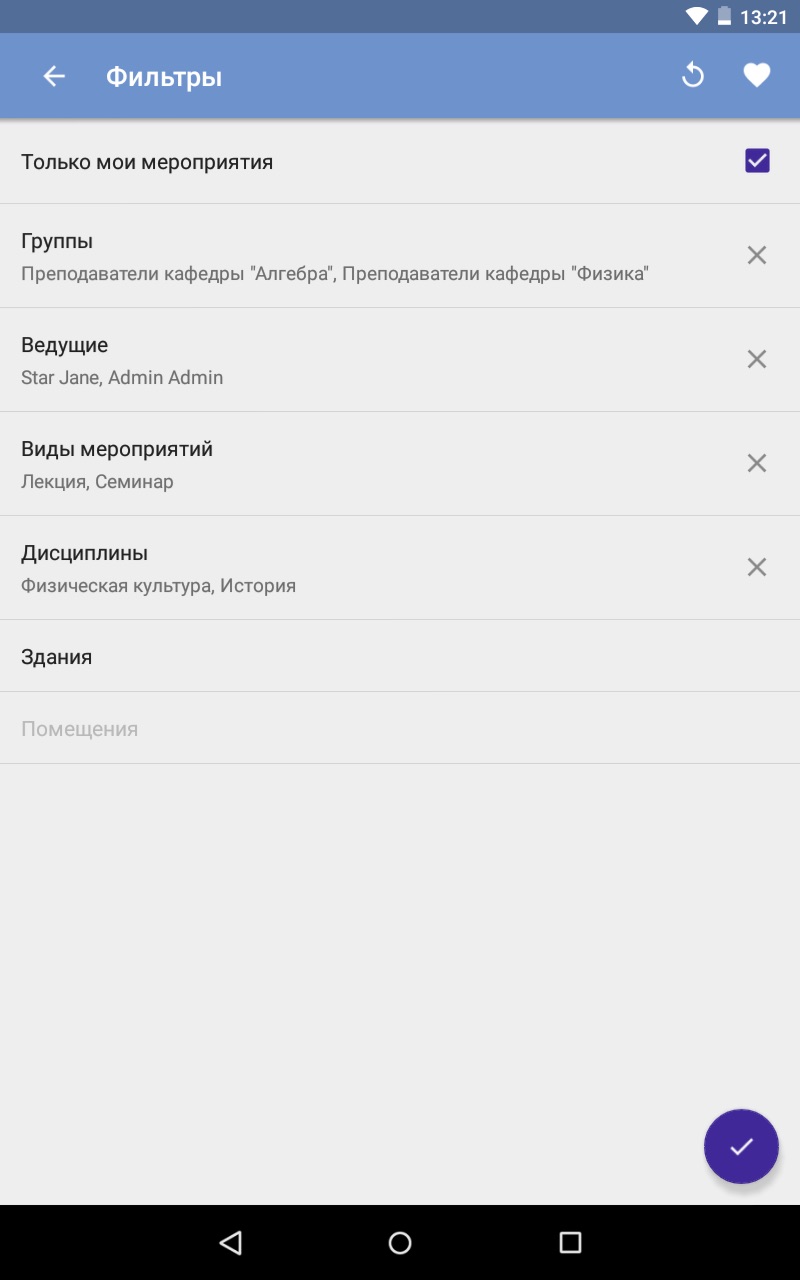 13:21
Фильтры
Только мои мероприятия
Группы
Преподаватели кафедры "Алгебра", Преподаватели кафедры "Физика"
Ведущие
Star Jane, Admin Admin
Виды мероприятий
Лекция, Семинар
Дисциплины
Физическая культура, История
Здания
Помещения